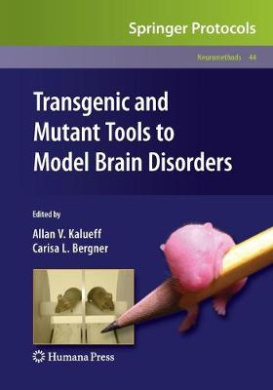 Springer Protocols
Neuromethods 44
Transgenic and
Mutant Tools to
Model Brain Disorders
Edited by
Allan V. Kalueff
Carisa L. Bergner
Humana Press